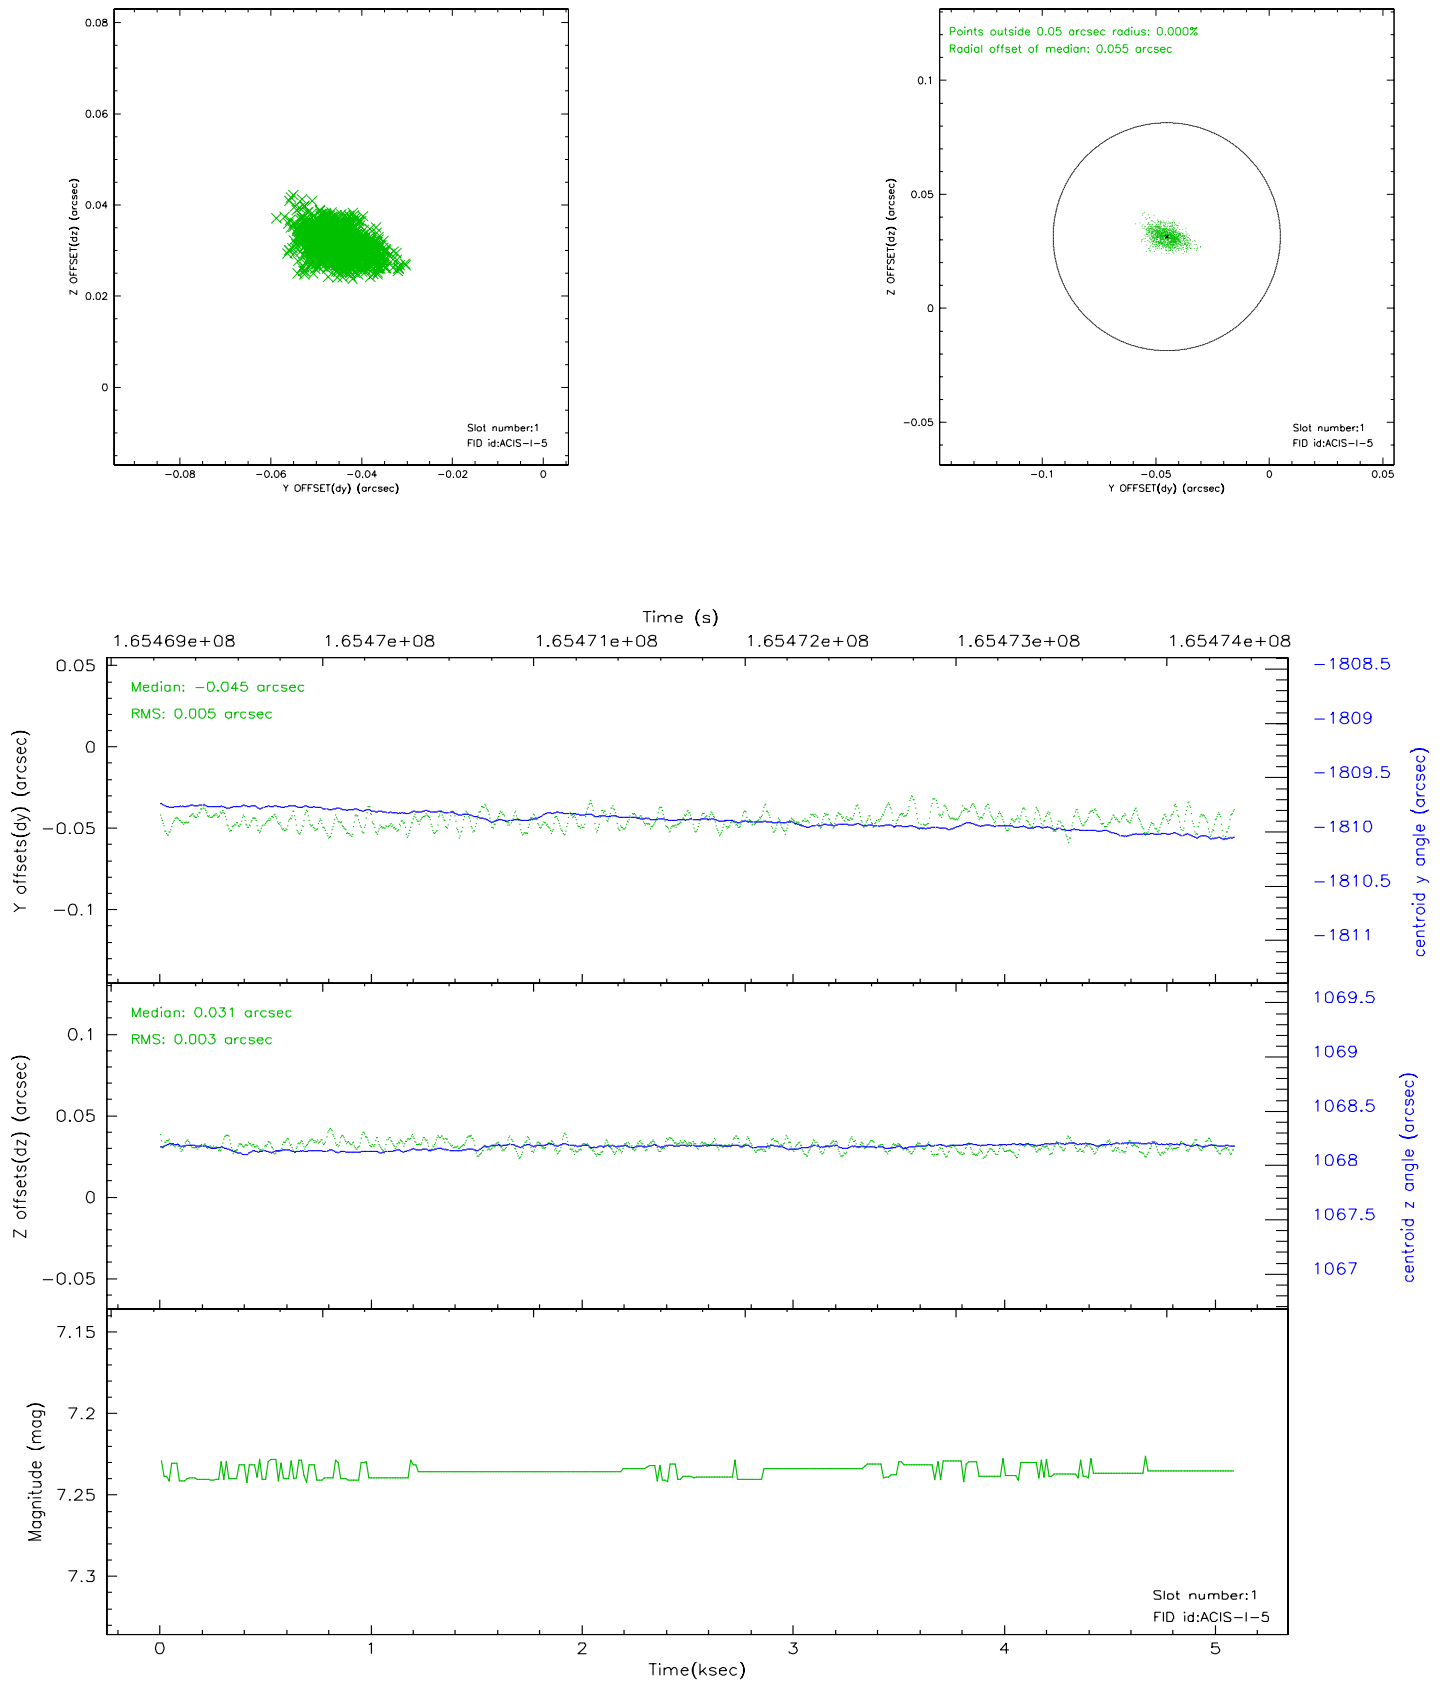 0.08
0.06
0.04
0.02
0
Z OFFSET(dz) (arcsec)
Slot number:1
FID id:ACIS-I-5
-0.08
-0.06
-0.04
-0.02
0
Y OFFSET(dy) (arcsec)
Points outside 0.05 arcsec radius: 0.000%
Radial offset of median: 0.055 arcsec
0.1
0.05
0
-0.05
Z OFFSET(dz) (arcsec)
Slot number:1
FID id:ACIS-I-5
-0.1
-0.05
0
0.05
Y OFFSET(dy) (arcsec)
Time (s)
1.65469e+08
1.6547e+08
1.65471e+08
1.65472e+08
1.65473e+08
1.65474e+08
0.05
0
-0.05
-0.1
Y offsets(dy) (arcsec)
Median: -0.045 arcsec
RMS: 0.005 arcsec
-1808.5
-1809
-1809.5
-1810
-1810.5
-1811
centroid y angle (arcsec)
0.1
0.05
0
-0.05
Z offsets(dz) (arcsec)
Median: 0.031 arcsec
RMS: 0.003 arcsec
1069.5
1069
1068.5
1068
1067.5
1067
centroid z angle (arcsec)
7.15
7.2
7.25
7.3
Magnitude (mag)
Slot number:1
FID id:ACIS-I-5
0
1
2
3
4
5
Time(ksec)